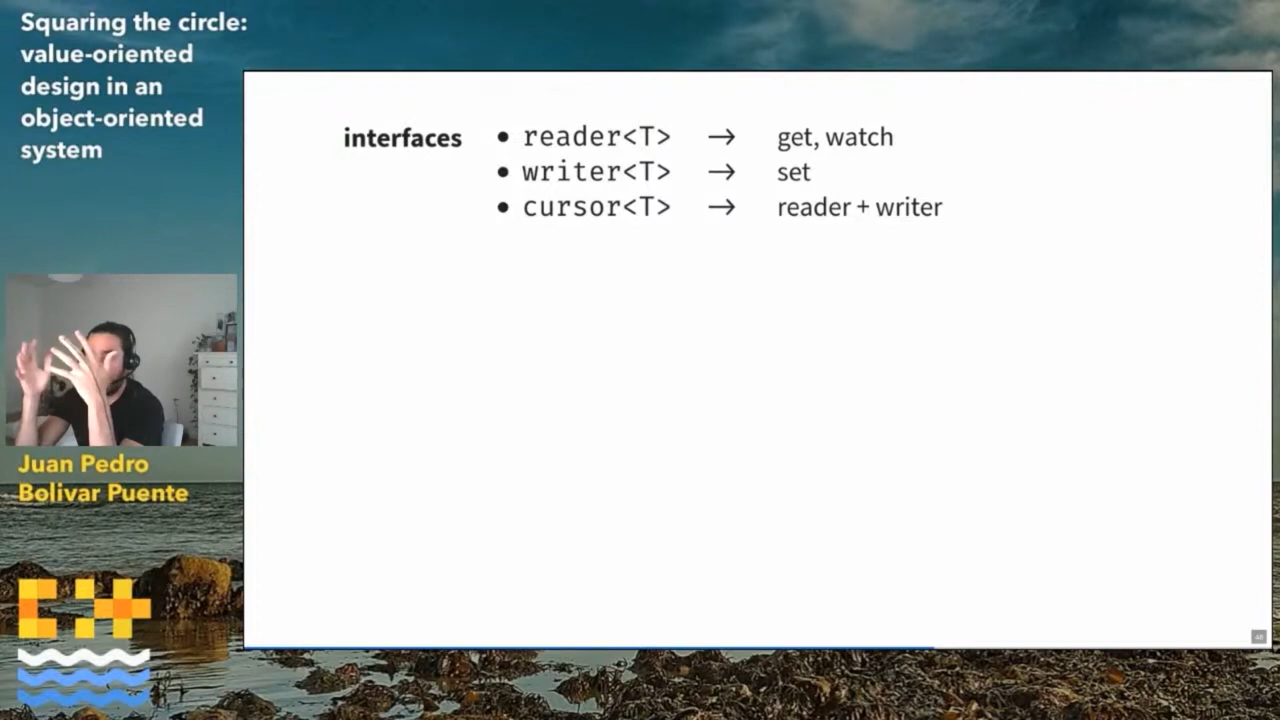 Squaring the circle:
value-oriented
design in an
object-oriented
system
interfaces • reader<T> → get, watch
• writer<T> → set
• cursor<T> → reader + writer
Juan Pedro
Bolivar Puente
C++